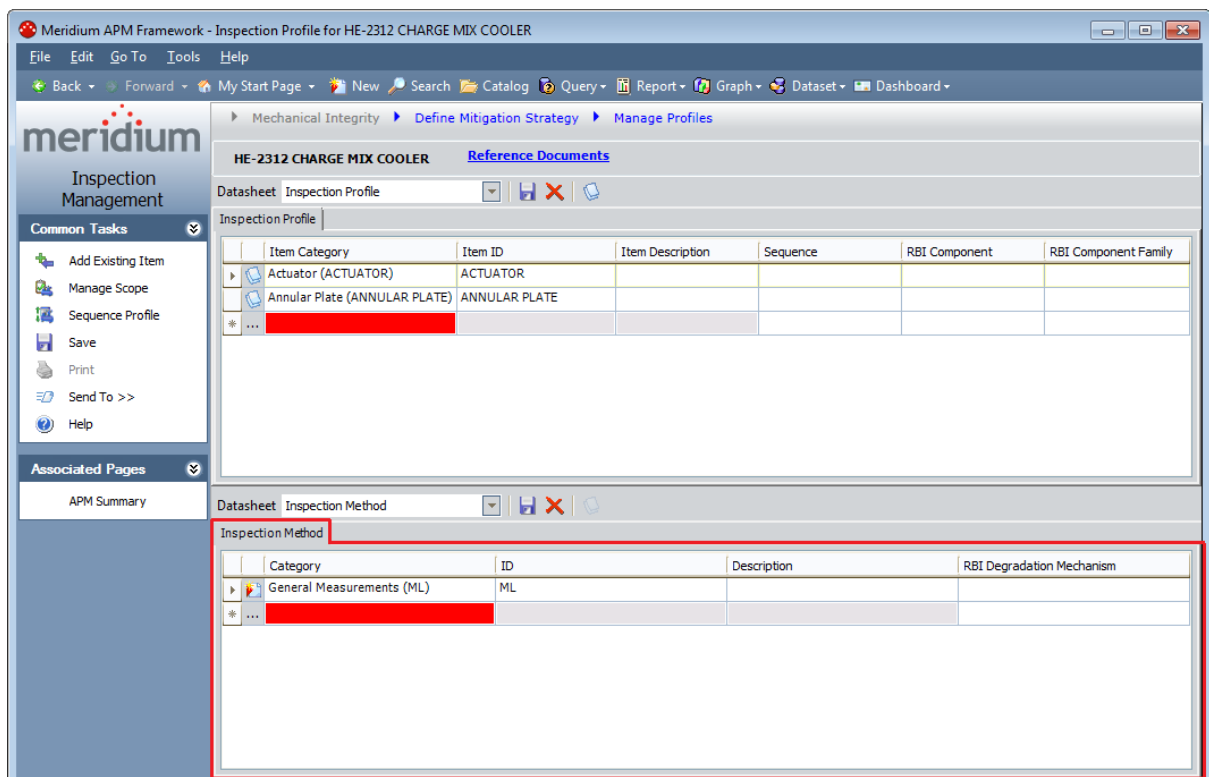 Meridium APM Framework - Inspection Profile for HE-2312 CHARGE MIX COOLER
File Edit Go To Tools Help
Back Forward My Start Page New Search Catalog Query Report Graph Dataset Dashboard
meridium
Inspection
Management
Common Tasks
Add Existing Item
Manage Scope
Sequence Profile
Save
Print
Send To >>
Help
Associated Pages
APM Summary
Mechanical Integrity Define Mitigation Strategy Manage Profiles
HE-2312 CHARGE MIX COOLER Reference Documents
Datasheet Inspection Profile
Inspection Profile
Item Category Item ID Item Description Sequence RBI Component RBI Component Family
Actuator (ACTUATOR) ACTUATOR
Annular Plate (ANNULAR PLATE) ANNULAR PLATE
* ...
Datasheet Inspection Method
Inspection Method
Category ID Description RBI Degradation Mechanism
General Measurements (ML) ML
* ...